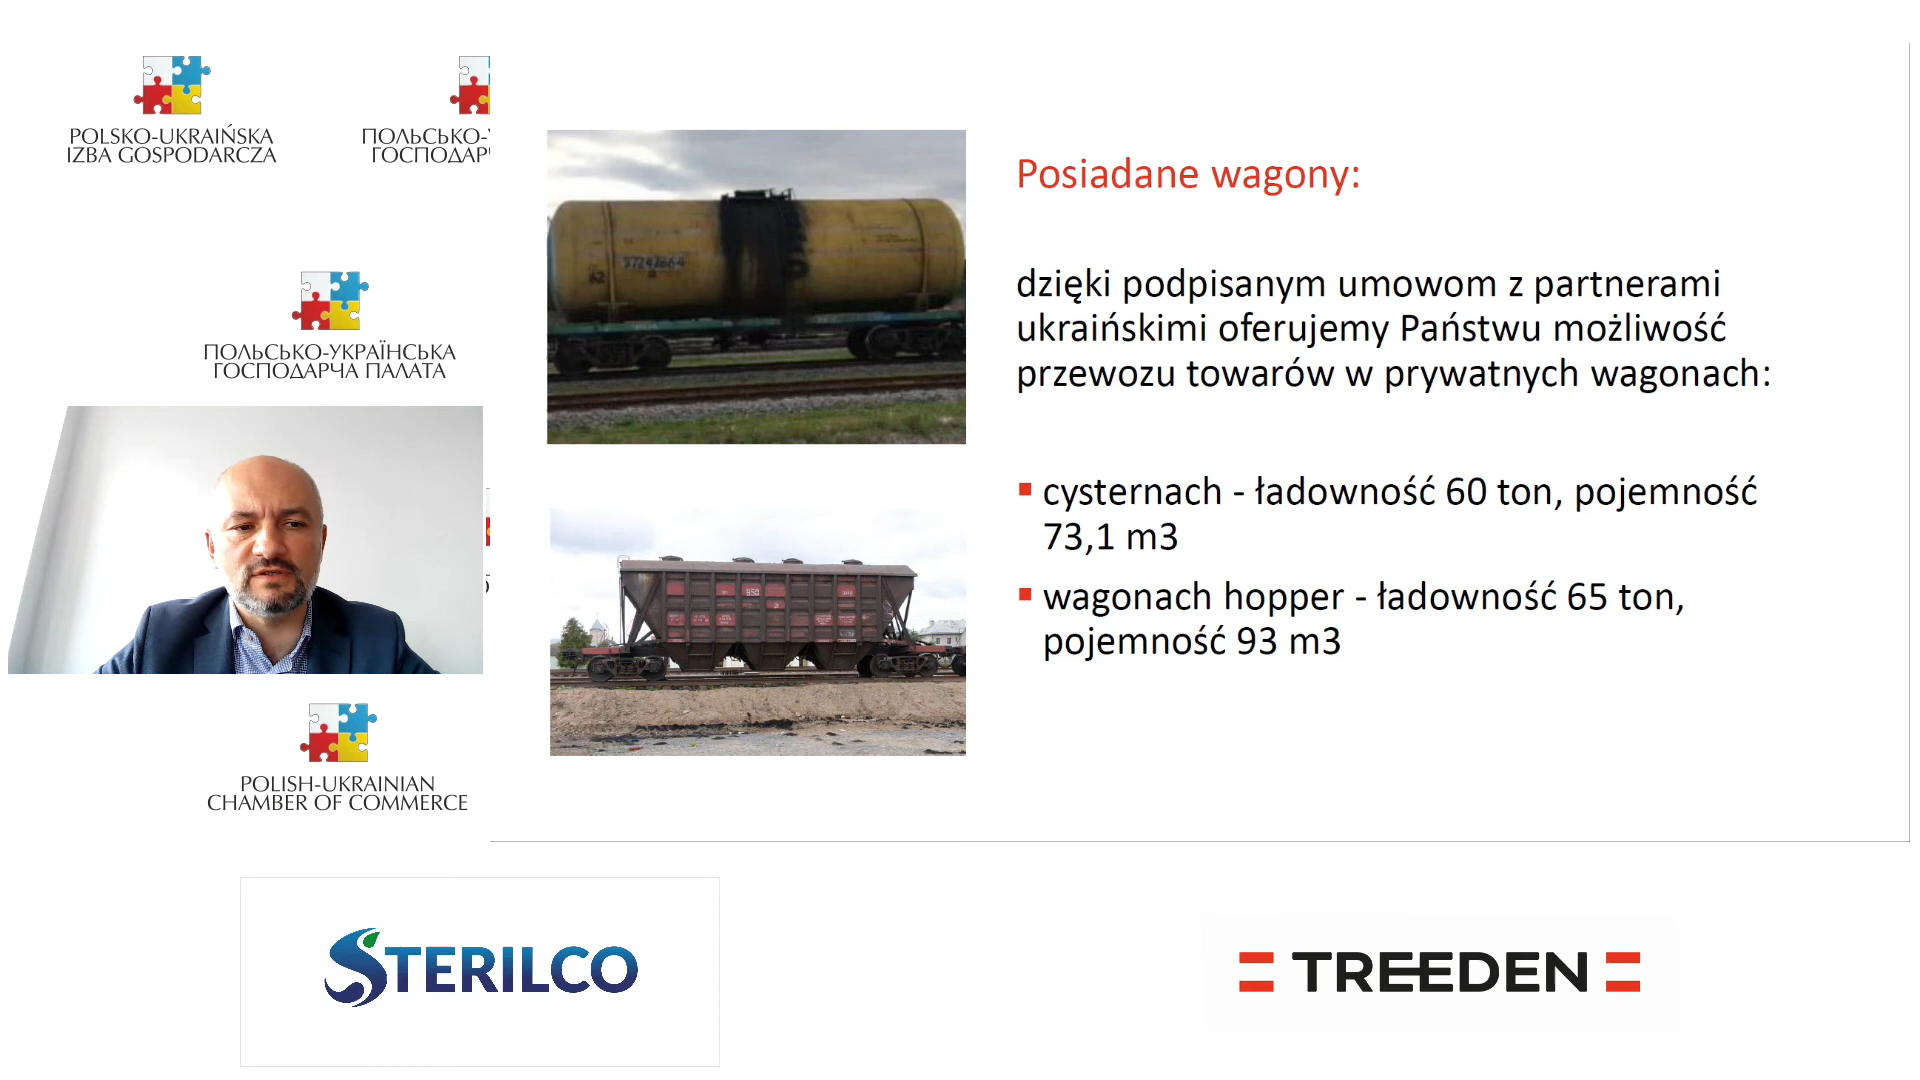 POLSKO-UKRAIŃSKA
IZBA GOSPODARCZA
ПОЛЬСЬКО-
ГОСПОДАР
ПОЛЬСЬКО-УКРАЇНСЬКА
ГОСПОДАРЧА ПАЛАТА
POLISH-UKRAINIAN
CHAMBER OF COMMERCE
Posiadane wagony:
dzięki podpisanym umowom z partnerami
ukraińskimi oferujemy Państwu możliwość
przewozu towarów w prywatnych wagonach:
cysternach - ładowność 60 ton, pojemność
73,1 m3
wagonach hopper - ładowność 65 ton,
pojemność 93 m3
STERILCO
TREEDEN